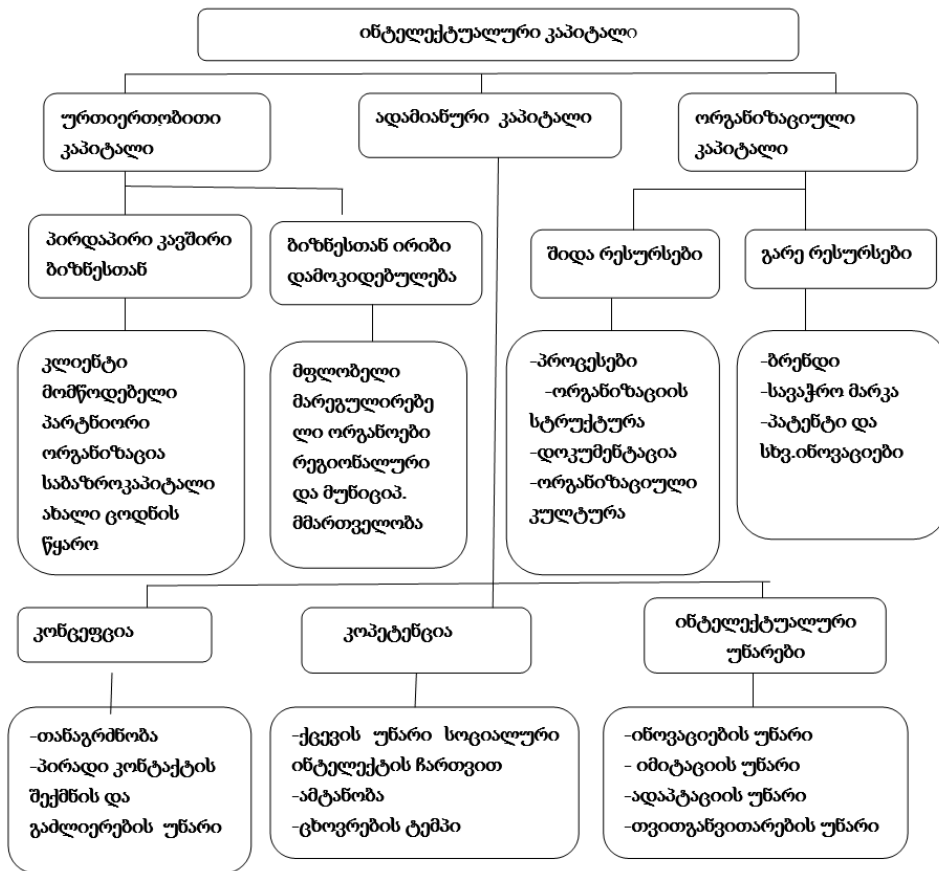 ინტელექტუალური კაპიტალი
ურთიერთობითი
კაპიტალი
ადამიანური კაპიტალი
ორგანიზაციული
კაპიტალი
პირდაპირი კავშირი
ბიზნესთან
ბიზნესთან ირიბი
დამოკიდებულება
შიდა რესურსები
გარე რესურსები
კლიენტი
მომწოდებელი
პარტნიორი
ორგანიზაცია
საბაზროკაპიტალი
ახალი ცოდნის
წყარო
მფლობელი
მარეგულირებე
ლი ორგანოები
რეგიონალური
და მუნიციპ.
მმართველობა
-პროცესები
-ორგანიზაციის
სტრუქტურა
-დოკუმენტაცია
-ორგანიზაციული
კულტურა
-ბრენდი
-სავაჭრო მარკა
-პატენტი და
სხვ.ინოვაციები
კონცეფცია
კოპეტენცია
ინტელექტუალური
უნარები
-თანაგრძნობა
-პირადი კონტაქტის
შექმნის და
გაძლიერების უნარი
-ქცევის უნარი სოციალური
ინტელექტის ჩართვით
-ამტანობა
-ცხოვრების ტემპი
-ინოვაციების უნარი
- იმიტაციის უნარი
-ადაპტაციის უნარი
-თვითგანვითარების უნარი